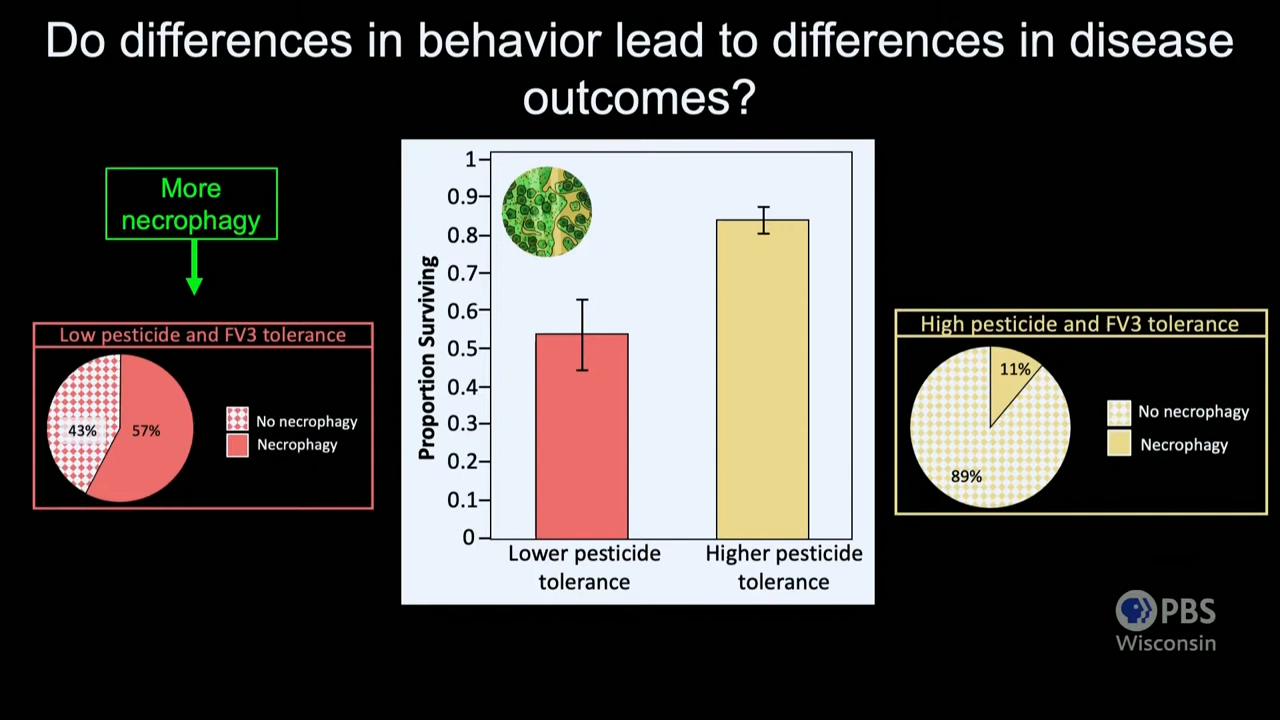 Do differences in behavior lead to differences in disease
outcomes?
More
necrophagy
Low pesticide and FV3 tolerance
43%
57%
No necrophagy
Necrophagy
Proportion Surviving
1
0.9
0.8
0.7
0.6
0.5
0.4
0.3
0.2
0.1
0
Lower pesticide
tolerance
Higher pesticide
tolerance
High pesticide and FV3 tolerance
11%
89%
No necrophagy
Necrophagy
PBS
Wisconsin